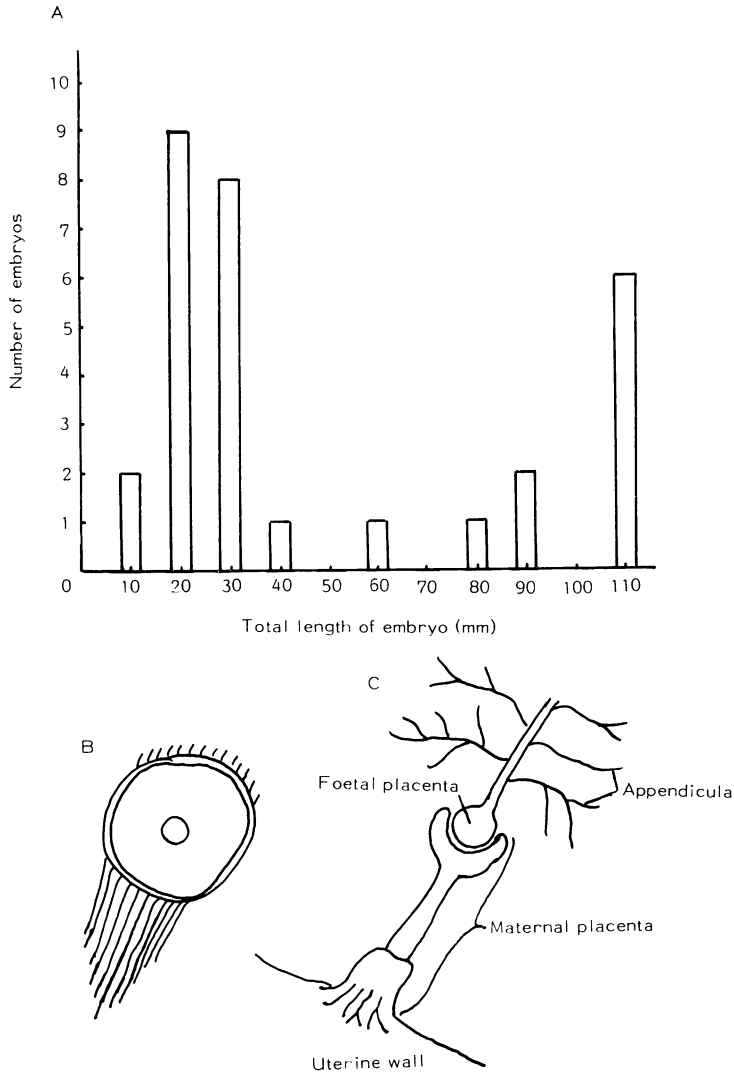 A
Number of embryos
10
9
8
7
6
5
4
3
2
1
0 10 20 30 40 50 60 70 80 90 100 110
Total length of embryo (mm)
B
C
Foetal placenta
Appendicula
Maternal placenta
Uterine wall